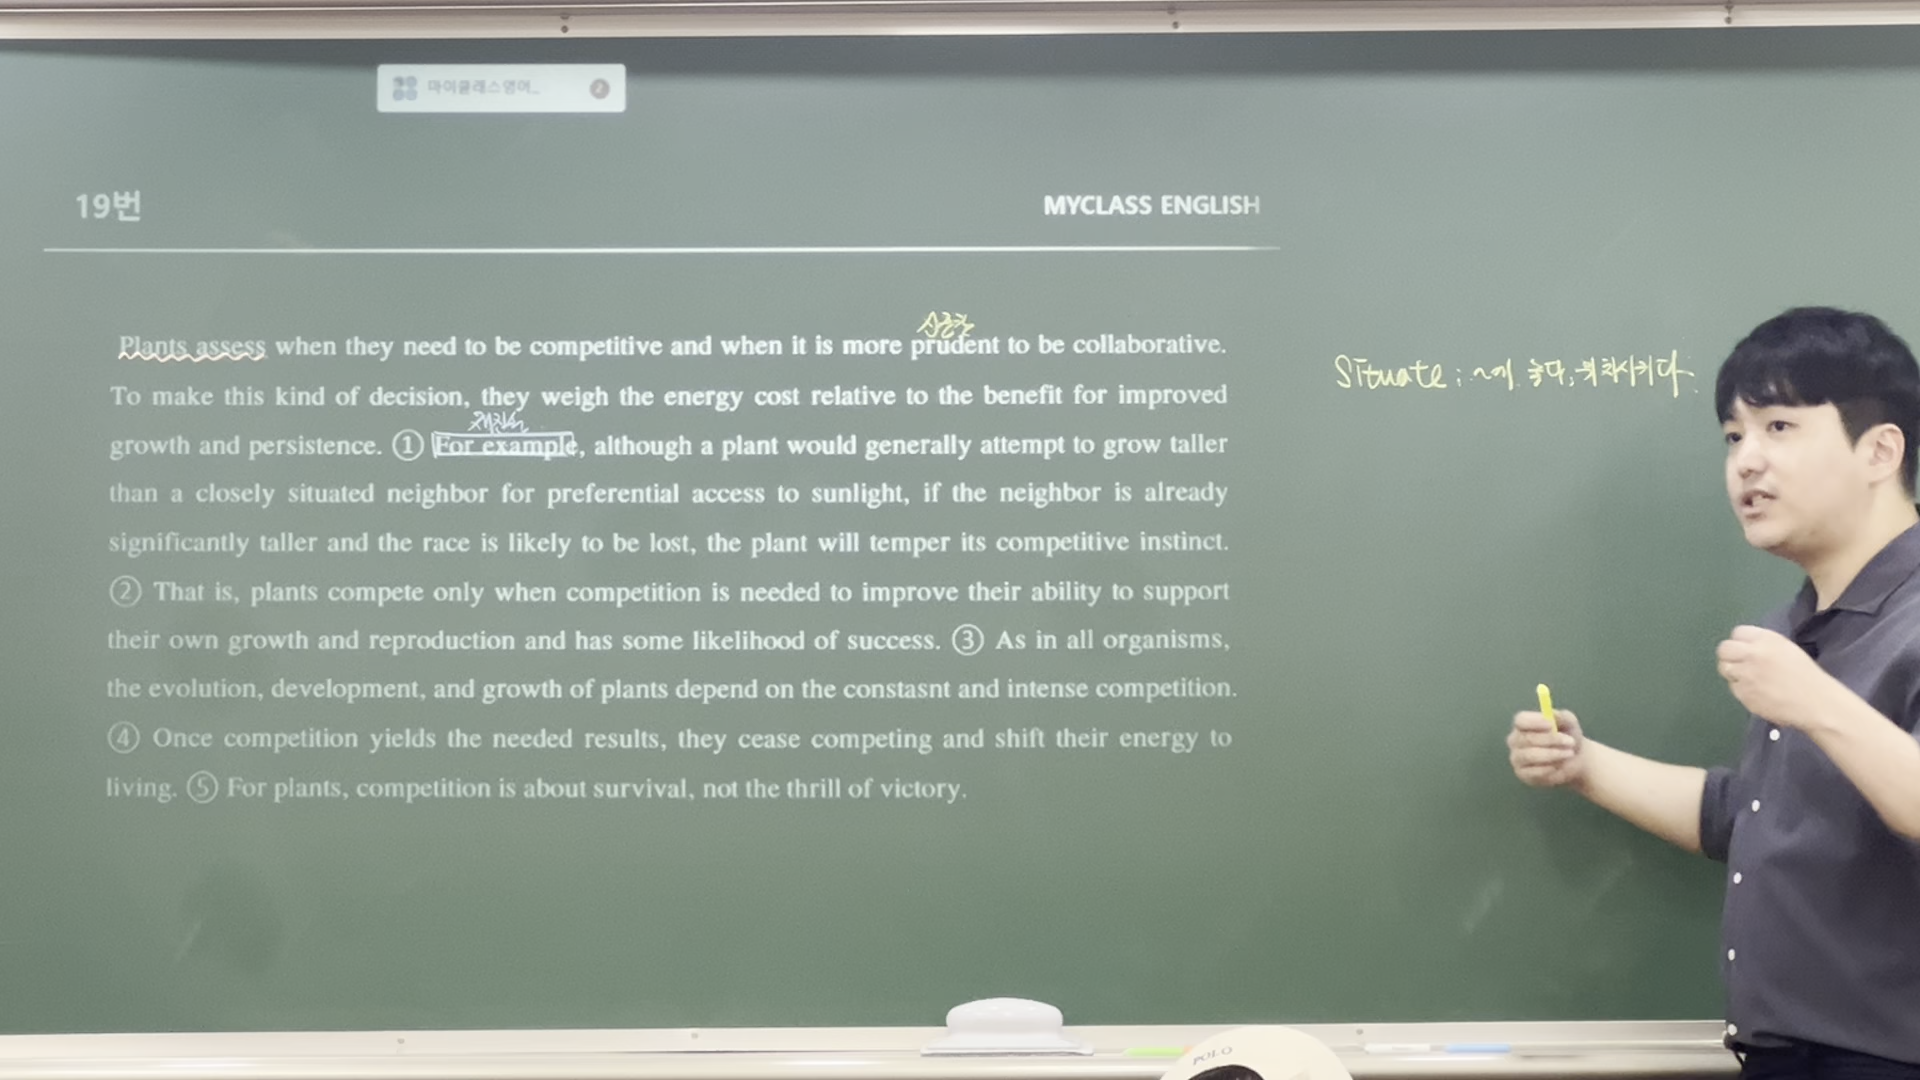 마이클래스영어...
19번
MYCLASS ENGLISH
신중한
Plants assess when they need to be competitive and when it is more prudent to be collaborative.
Situate : ~에 놓다, 위치시키다
To make this kind of decision, they weigh the energy cost relative to the benefit for improved
growth and persistence. ① For example, although a plant would generally attempt to grow taller
than a closely situated neighbor for preferential access to sunlight, if the neighbor is already
significantly taller and the race is likely to be lost, the plant will temper its competitive instinct.
② That is, plants compete only when competition is needed to improve their ability to support
their own growth and reproduction and has some likelihood of success. ③ As in all organisms,
the evolution, development, and growth of plants depend on the constasnt and intense competition.
④ Once competition yields the needed results, they cease competing and shift their energy to
living. ⑤ For plants, competition is about survival, not the thrill of victory.
POLO